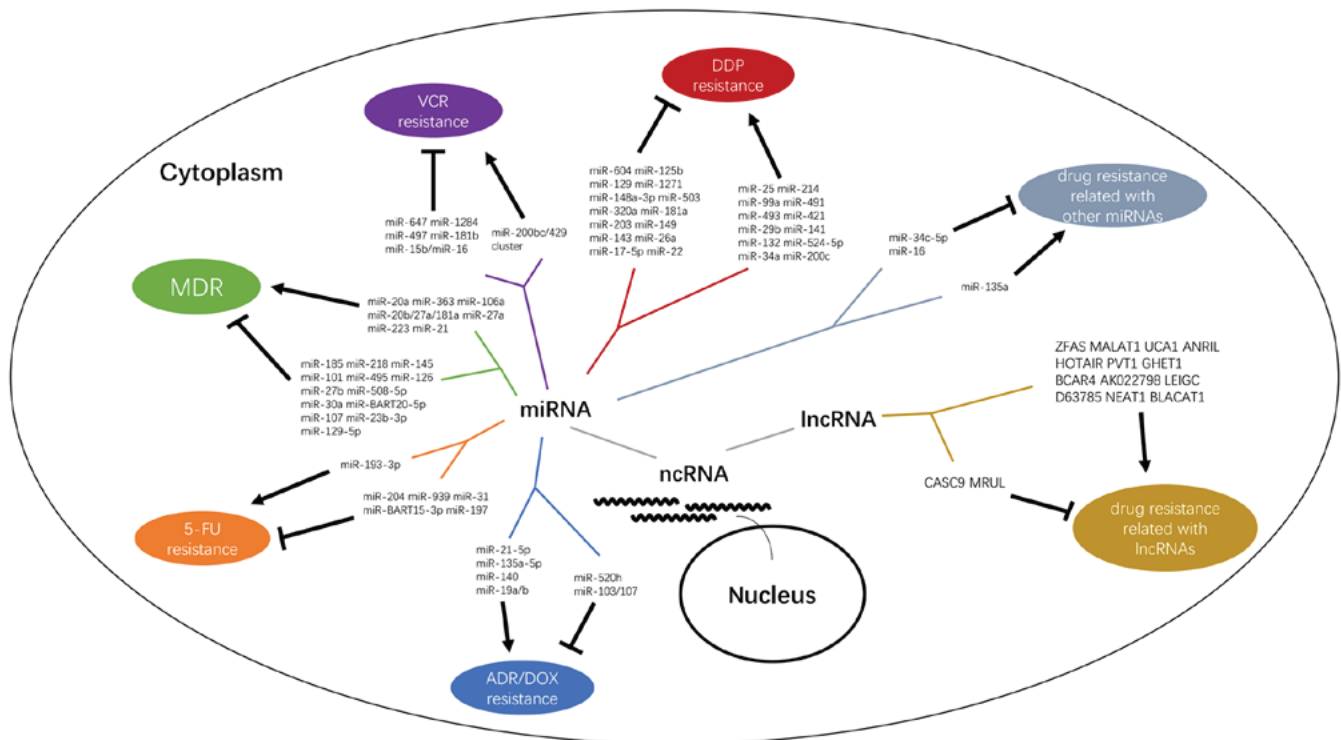 DDP
resistance
VCR
resistance
Cytoplasm
miR-604 miR-125b
miR-129 miR-1271
miR-148a-3p miR-503
miR-320a miR-181a
miR-203 miR-149
miR-143 miR-26a
miR-17-5p miR-22
miR-25 miR-214
miR-99a miR-491
miR-493 miR-421
miR-29b miR-141
miR-132 miR-524-5p
miR-34a miR-200c
drug resistance
related with
other miRNAs
miR-647 miR-1284
miR-497 miR-181b
miR-15b/miR-16
miR-200bc/429
cluster
miR-34c-5p
miR-16
miR-135a
MDR
miR-20a miR-363 miR-106a
miR-20b/27a/181a miR-27a
miR-223 miR-21
miR-185 miR-218 miR-145
miR-101 miR-495 miR-126
miR-27b miR-508-5p
miR-30a miR-BART20-5p
miR-107 miR-23b-3p
miR-129-5p
ZFAS MALAT1 UCA1 ANRIL
HOTAIR PVT1 GHET1
BCAR4 AK022798 LEIGC
D63785 NEAT1 BLACAT1
miRNA
lncRNA
ncRNA
miR-193-3p
miR-204 miR-939 miR-31
miR-BART15-3p miR-197
CASC9 MRUL
5-FU
resistance
drug resistance
related with
lncRNAs
miR-21-5p
miR-135a-5p
miR-140
miR-19a/b
miR-520h
miR-103/107
Nucleus
ADR/DOX
resistance